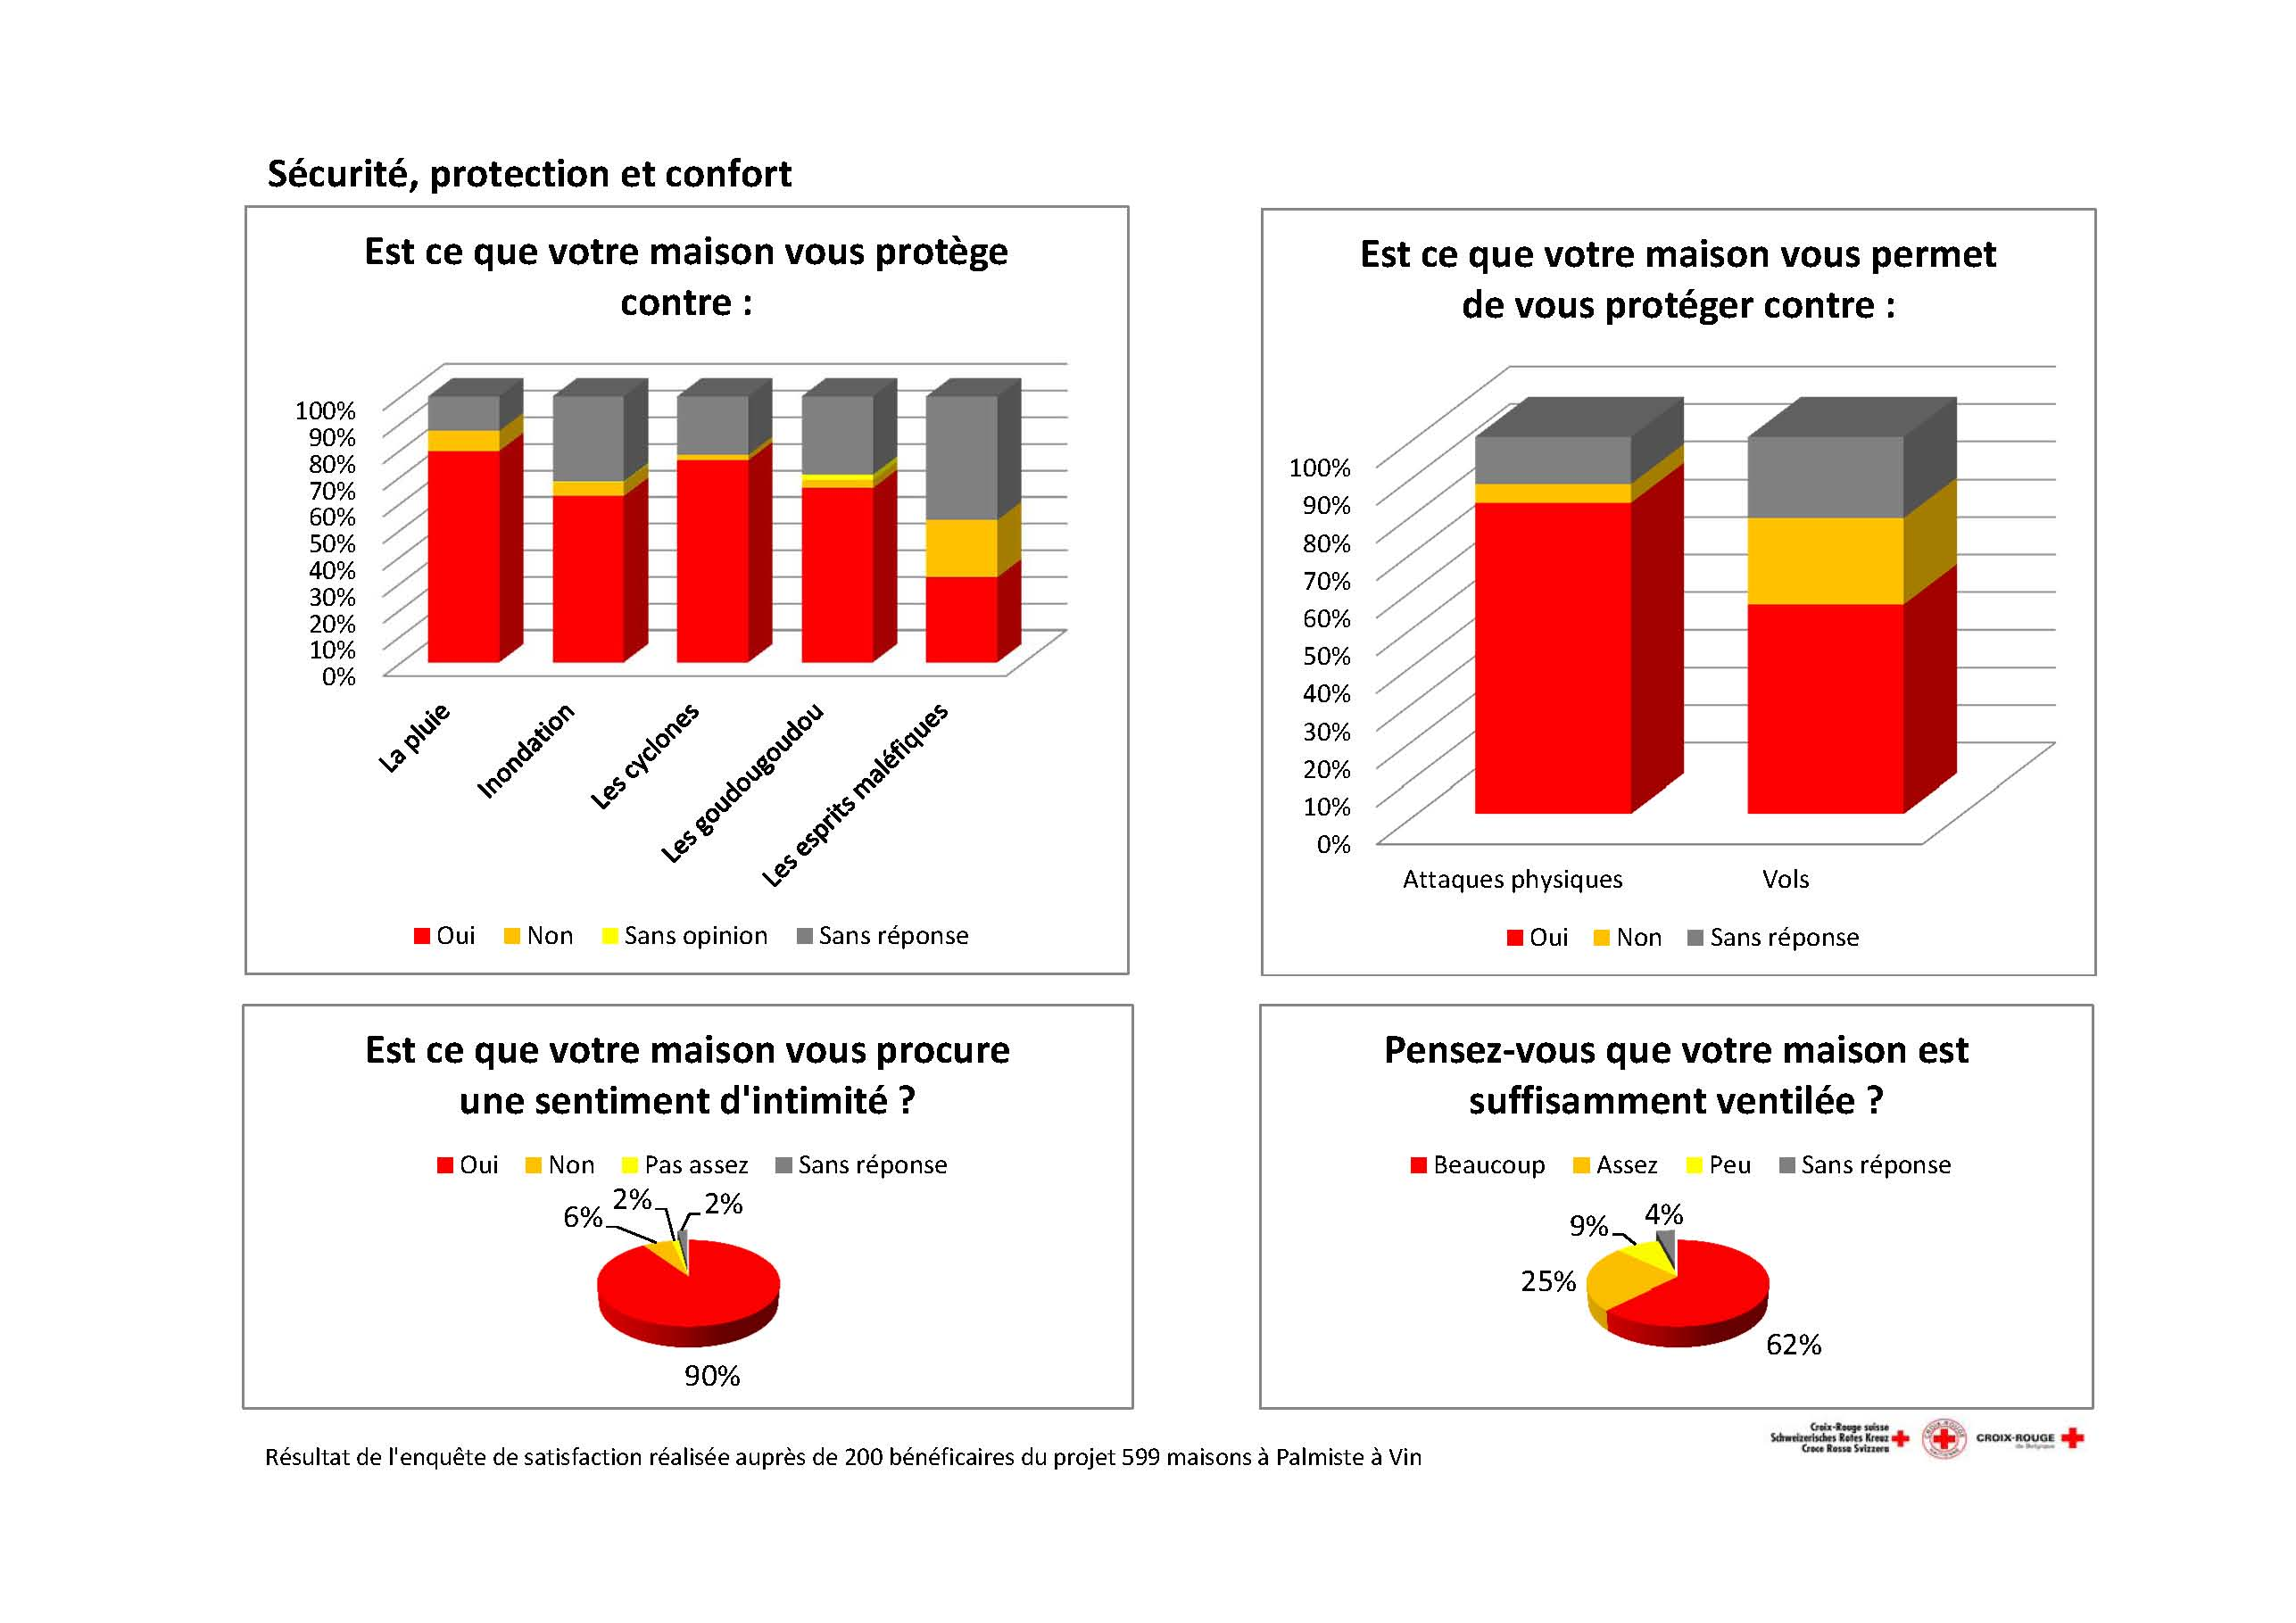 Sécurité, protection et confort
Est ce que votre maison vous protège
contre :
100%
90%
80%
70%
60%
50%
40%
30%
20%
10%
0%
La pluie
Inondation
Les cyclones
Les goudougoudou
Les esprits maléfiques
Oui Non Sans opinion Sans réponse
Est ce que votre maison vous permet
de vous protéger contre :
100%
90%
80%
70%
60%
50%
40%
30%
20%
10%
0%
Attaques physiques Vols
Oui Non Sans réponse
Est ce que votre maison vous procure
une sentiment d'intimité ?
Oui Non Pas assez Sans réponse
6% 2% 2%
90%
Pensez-vous que votre maison est
suffisamment ventilée ?
Beaucoup Assez Peu Sans réponse
9% 4%
25%
62%
Résultat de l'enquête de satisfaction réalisée auprès de 200 bénéficaires du projet 599 maisons à Palmiste à Vin
Croix-Rouge suisse
Schweizerisches Rotes Kreuz
Croce Rossa Svizzera
CROIX-ROUGE
de Belgique